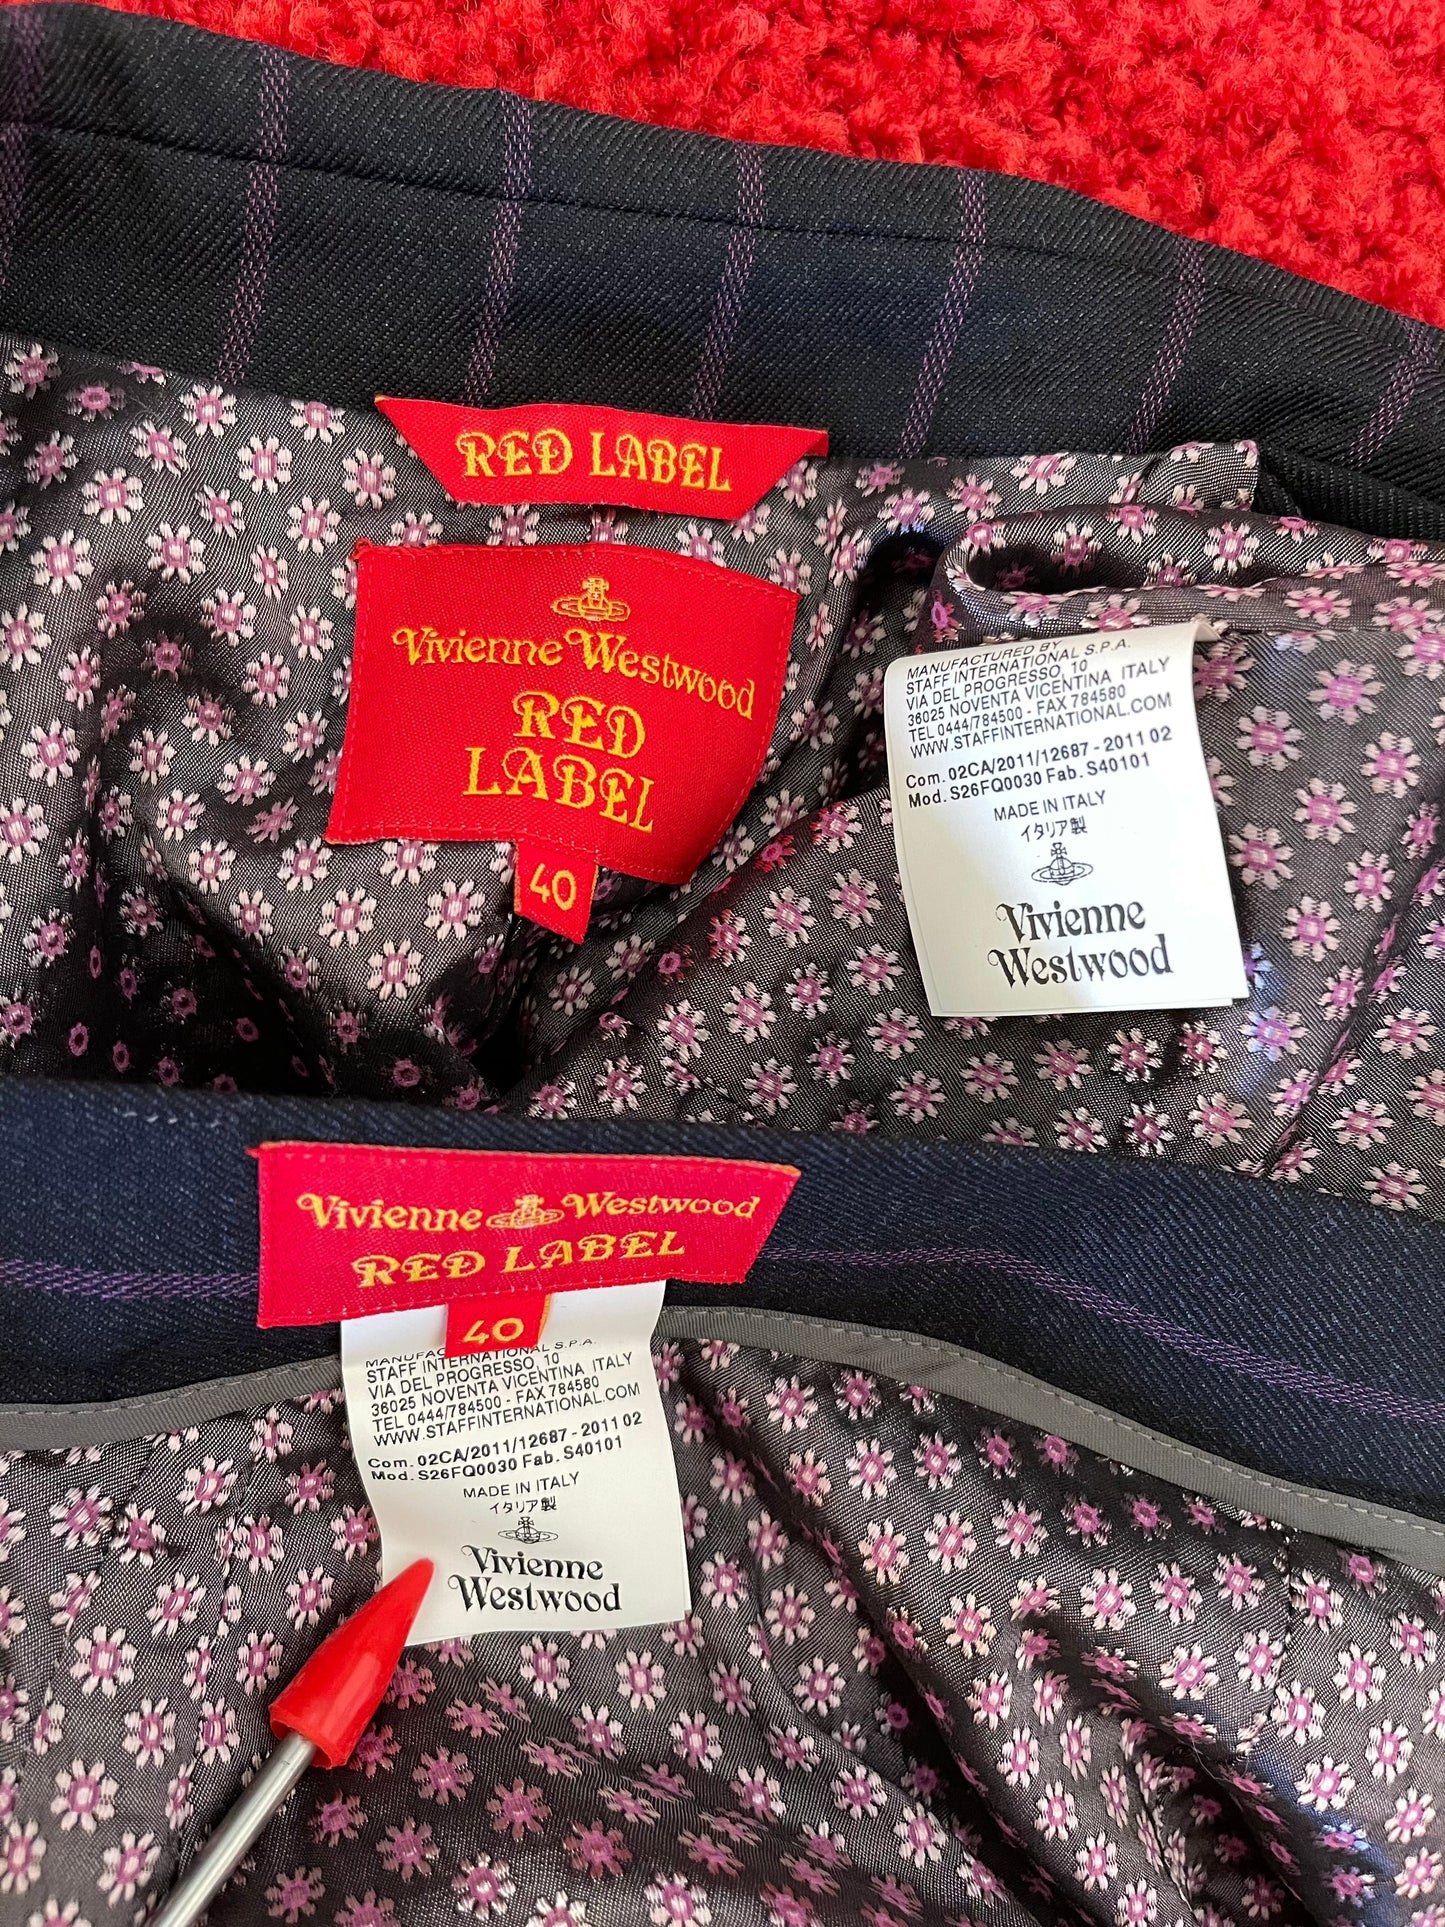 RED LABEL
Vivienne Westwood
RED
LABEL
40
MANUFACTURED BY
STAFF INTERNATIONAL S.P.A.
VIA DEL PROGRESSO, 10
36025 NOVENTA VICENTINA ITALY
TEL 0444/784500 - FAX 784580
WWW.STAFFINTERNATIONAL.COM
Com. 02CA/2011/12687 - 2011 02
Mod. S26FQ0030 Fab. S40101
MADE IN ITALY
イタリア製
Vivienne
Westwood
Vivienne Westwood
RED LABEL
40
STAFF INTERNATIONAL S.P.A.
VIA DEL PROGRESSO, 10
36025 NOVENTA VICENTINA ITALY
TEL 0444/784500 - FAX 784580
WWW.STAFFINTERNATIONAL.COM
Com. 02CA/2011/12687 - 2011 02
Mod. S26FQ0030 Fab. S40101
MADE IN ITALY
イタリア製
Vivienne
Westwood